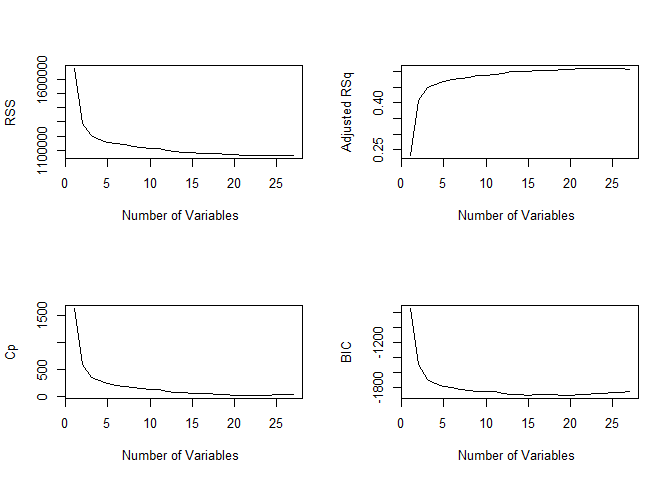 RSS
1100000 1600000
0 5 10 15 20 25
Number of Variables
Adjusted RSq
0.25 0.40
0 5 10 15 20 25
Number of Variables
Cp
0 500 1500
0 5 10 15 20 25
Number of Variables
BIC
-1800 -1200
0 5 10 15 20 25
Number of Variables